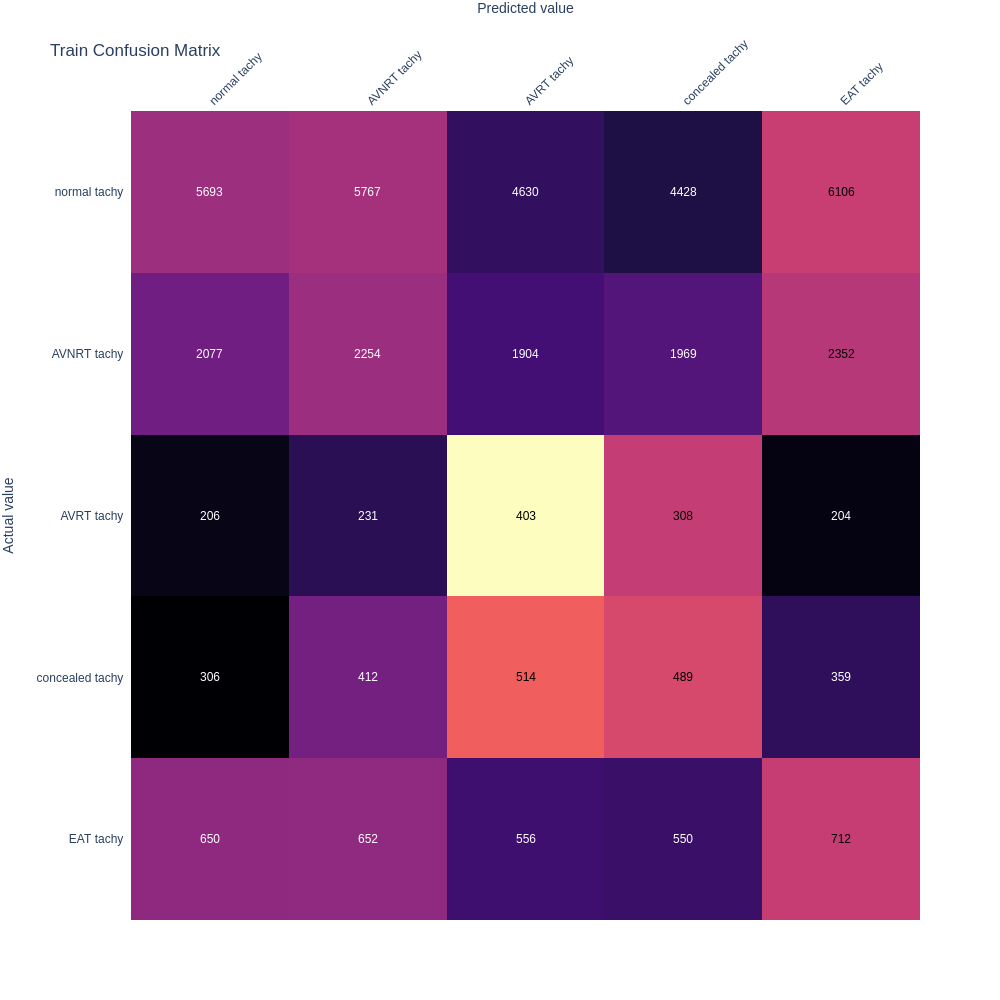 Predicted value
Train Confusion Matrix
normal tachy AVNRT tachy AVRT tachy concealed tachy EAT tachy
normal tachy 5693 5767 4630 4428 6106
AVNRT tachy 2077 2254 1904 1969 2352
AVRT tachy 206 231 403 308 204
concealed tachy 306 412 514 489 359
EAT tachy 650 652 556 550 712
Actual value